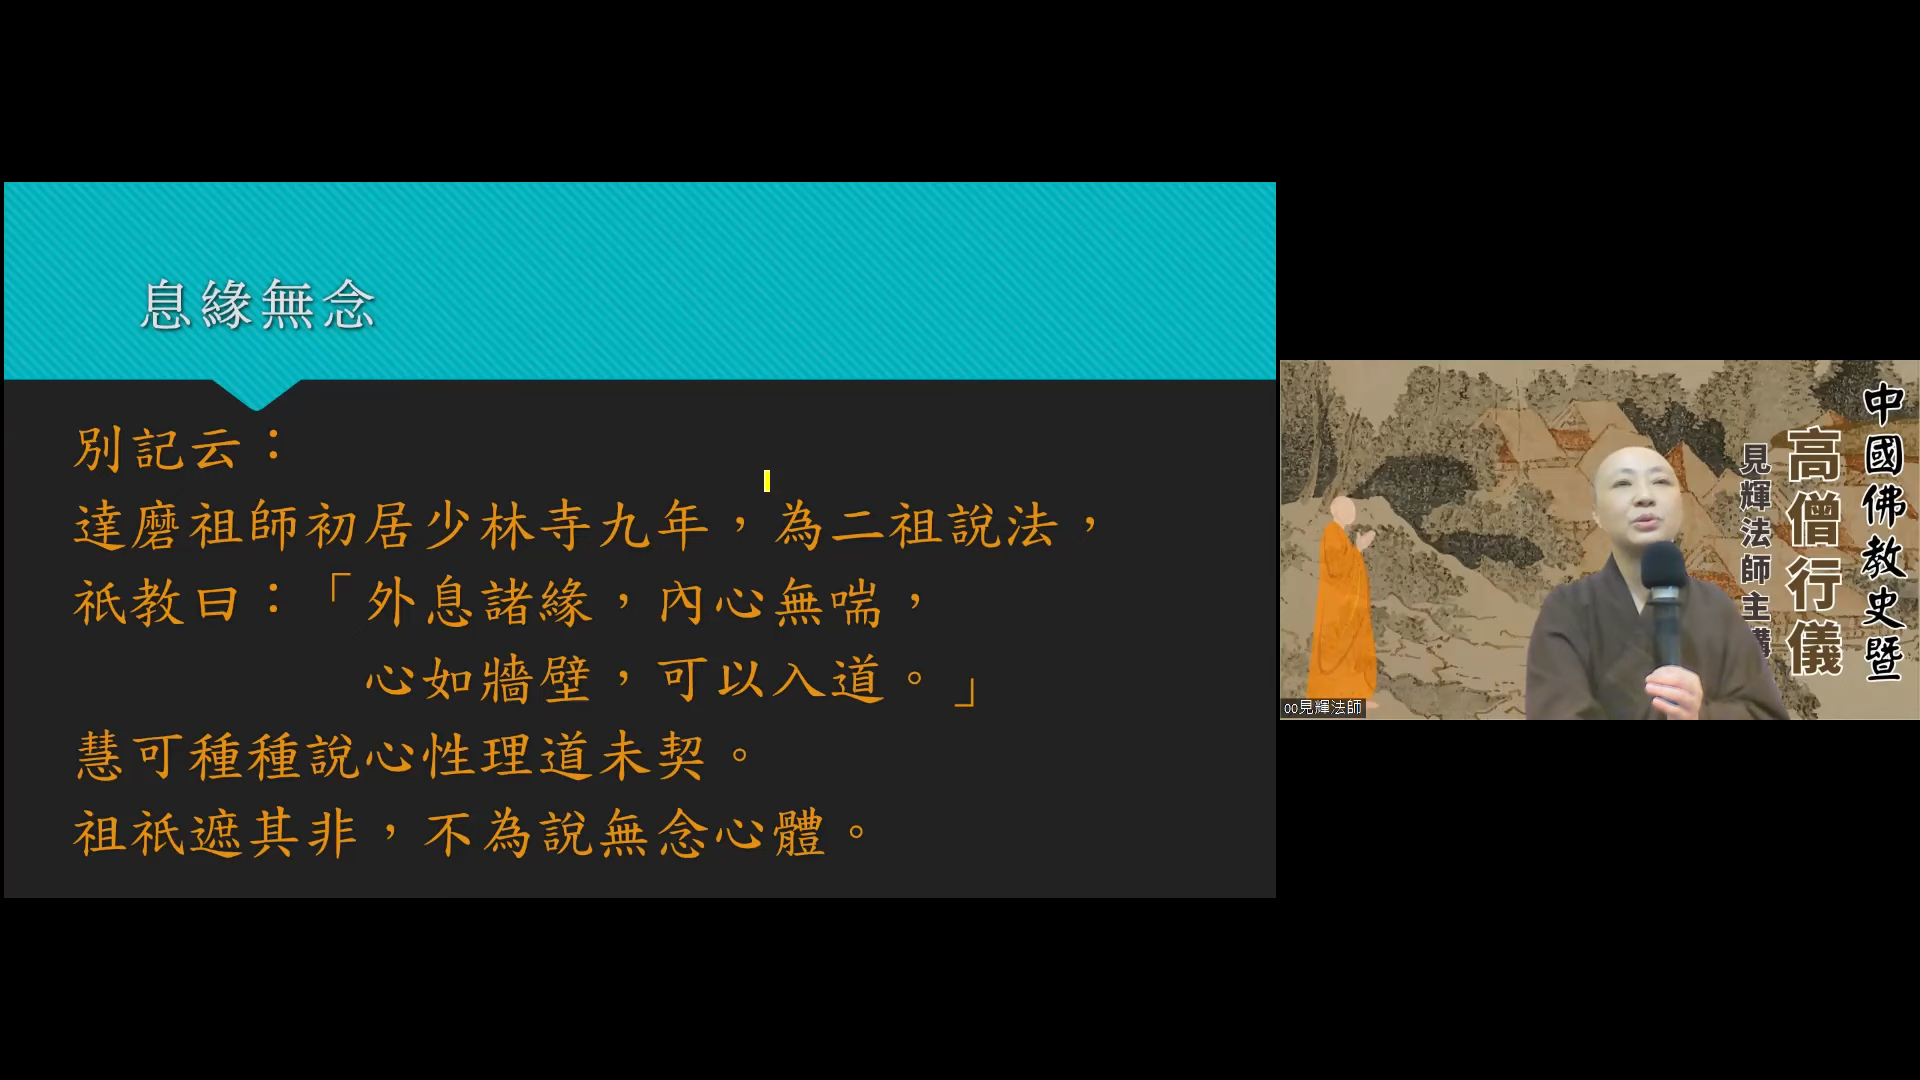 息緣無念
別記云：
達磨祖師初居少林寺九年，為二祖說法，
祇教曰：「外息諸緣，內心無喘，
心如牆壁，可以入道。」
慧可種種說心性理道未契。
祖祇遮其非，不為說無念心體。
中國佛教史暨
高僧行儀
見輝法師主講
oo見輝法師